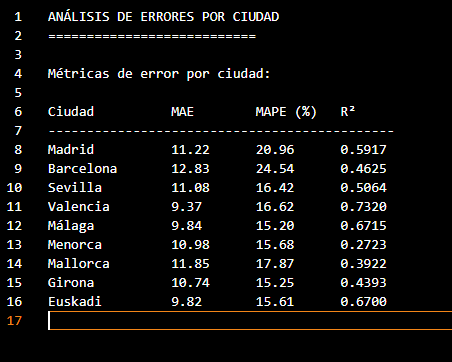 1 ANÁLISIS DE ERRORES POR CIUDAD
2 ===========================
3
4 Métricas de error por ciudad:
5
6 Ciudad MAE MAPE (%) R²
7 ---------------------------------------------
8 Madrid 11.22 20.96 0.5917
9 Barcelona 12.83 24.54 0.4625
10 Sevilla 11.08 16.42 0.5064
11 Valencia 9.37 16.62 0.7320
12 Málaga 9.84 15.20 0.6715
13 Menorca 10.98 15.68 0.2723
14 Mallorca 11.85 17.87 0.3922
15 Girona 10.74 15.25 0.4393
16 Euskadi 9.82 15.61 0.6700
17